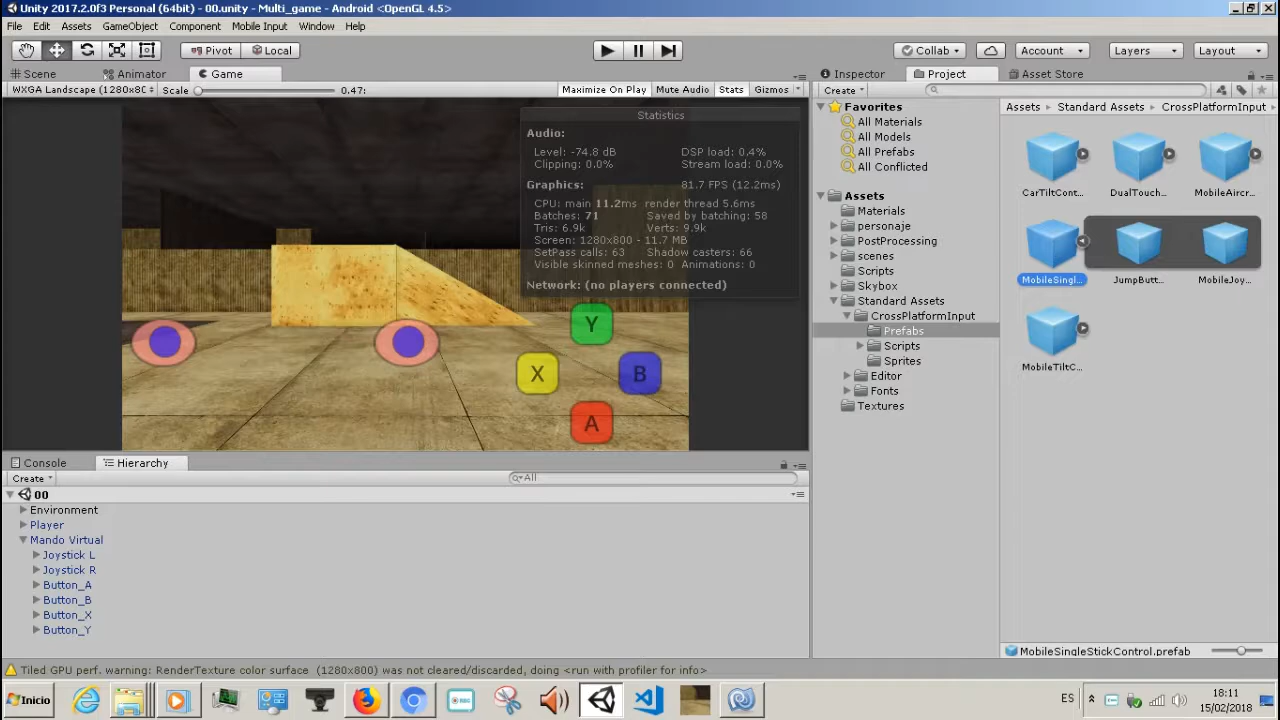 Unity 2017.2.0f3 Personal (64bit) - 00.unity - Multi_game - Android <OpenGL 4.5>
File Edit Assets GameObject Component Mobile Input Window Help
Pivot Local Collab Account Layers Layout
Scene Animator Game
WXGA Landscape (1280x8C Scale 0.47: Maximize On Play Mute Audio Stats Gizmos
Statistics
Audio:
Level: -74.8 dB DSP load: 0.4%
Clipping: 0.0% Stream load: 0.0%
Graphics: 81.7 FPS (12.2ms)
CPU: main 11.2ms render thread 5.6ms
Batches: 71 Saved by batching: 58
Tris: 6.9k Verts: 9.9k
Screen: 1280x800 - 11.7 MB
SetPass calls: 63 Shadow casters: 66
Visible skinned meshes: 0 Animations: 0
Network: (no players connected)
Y
X B
A
Console Hierarchy
Create All
00
Environment
Player
Mando Virtual
Joystick L
Joystick R
Button_A
Button_B
Button_X
Button_Y
Inspector Project Asset Store
Create
Favorites
All Materials
All Models
All Prefabs
All Conflicted
Assets
Materials
personaje
PostProcessing
scenes
Scripts
Skybox
Standard Assets
CrossPlatformInput
Prefabs
Scripts
Sprites
Editor
Fonts
Textures
Assets Standard Assets CrossPlatformInput
CarTiltCont... DualTouch... MobileAircr...
MobileSingl... JumpButt... MobileJoy...
MobileTiltC...
MobileSingleStickControl.prefab
Tiled GPU perf. warning: RenderTexture color surface (1280x800) was not cleared/discarded, doing <run with profiler for info>
Inicio ES 18:11
15/02/2018